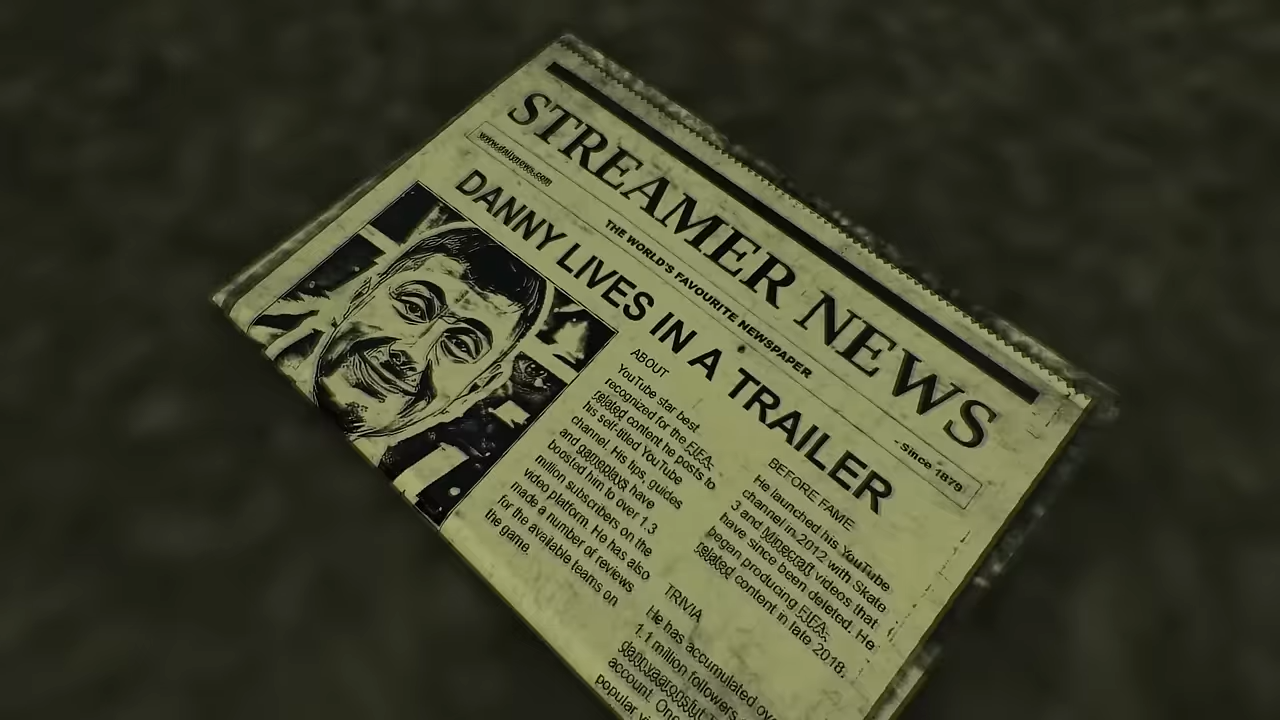 STREAMER NEWS
www.dailynews.com
THE WORLD'S FAVOURITE NEWSPAPER
- since 1879
DANNY LIVES IN A TRAILER
ABOUT
YouTube star best
recognized for the FIFA-
related content he posts to
his self-titled YouTube
channel. His tips, guides
and gameplays have
boosted him to over 1.3
million subscribers on the
video platform. He has also
made a number of reviews
for the available teams on
the game.
BEFORE FAME
He launched his YouTube
channel in 2012 with Skate
3 and Minecraft videos that
have since been deleted. He
began producing FIFA-
related content in late 2018.
TRIVIA
He has accumulated over
1.1 million followers
account.
popular